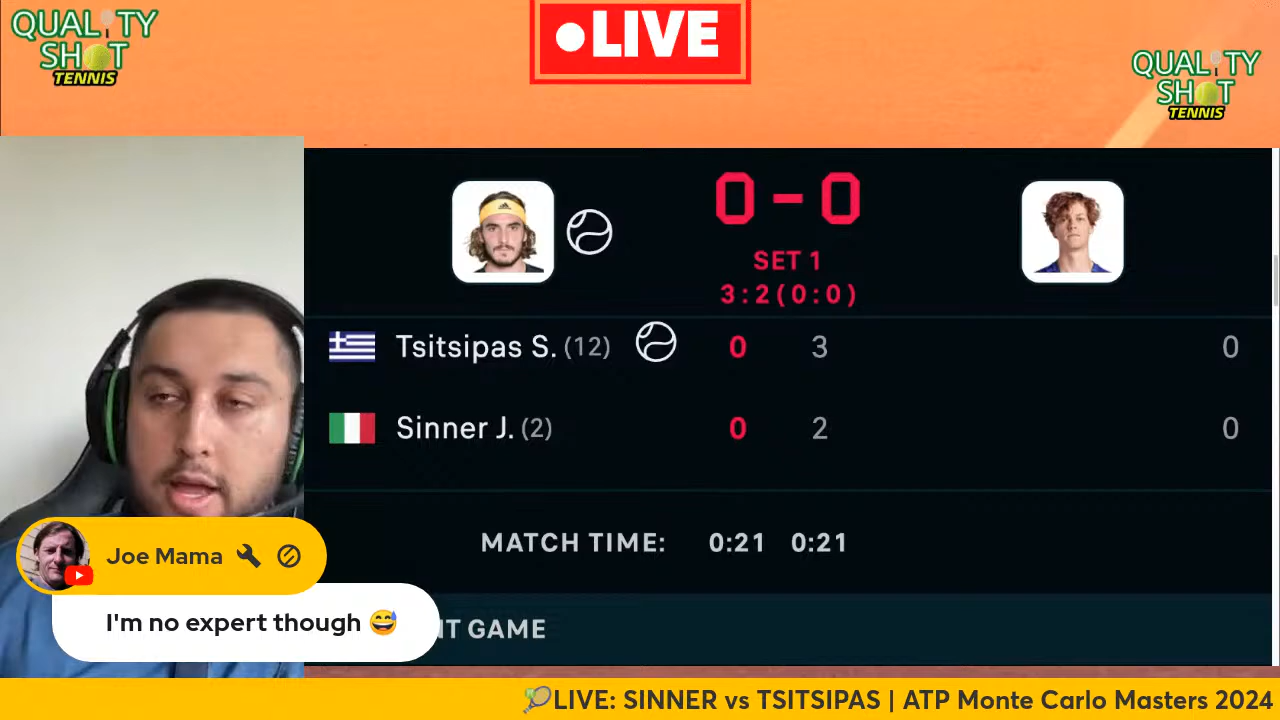 QUALITY
SHOT
TENNIS
LIVE
QUALITY
SHOT
TENNIS
0 - 0
SET 1
3 : 2 ( 0 : 0 )
Tsitsipas S. (12) 0 3 0
Sinner J. (2) 0 2 0
MATCH TIME: 0:21 0:21
Joe Mama
I'm no expert though 😅
NT GAME
LIVE: SINNER vs TSITSIPAS | ATP Monte Carlo Masters 2024